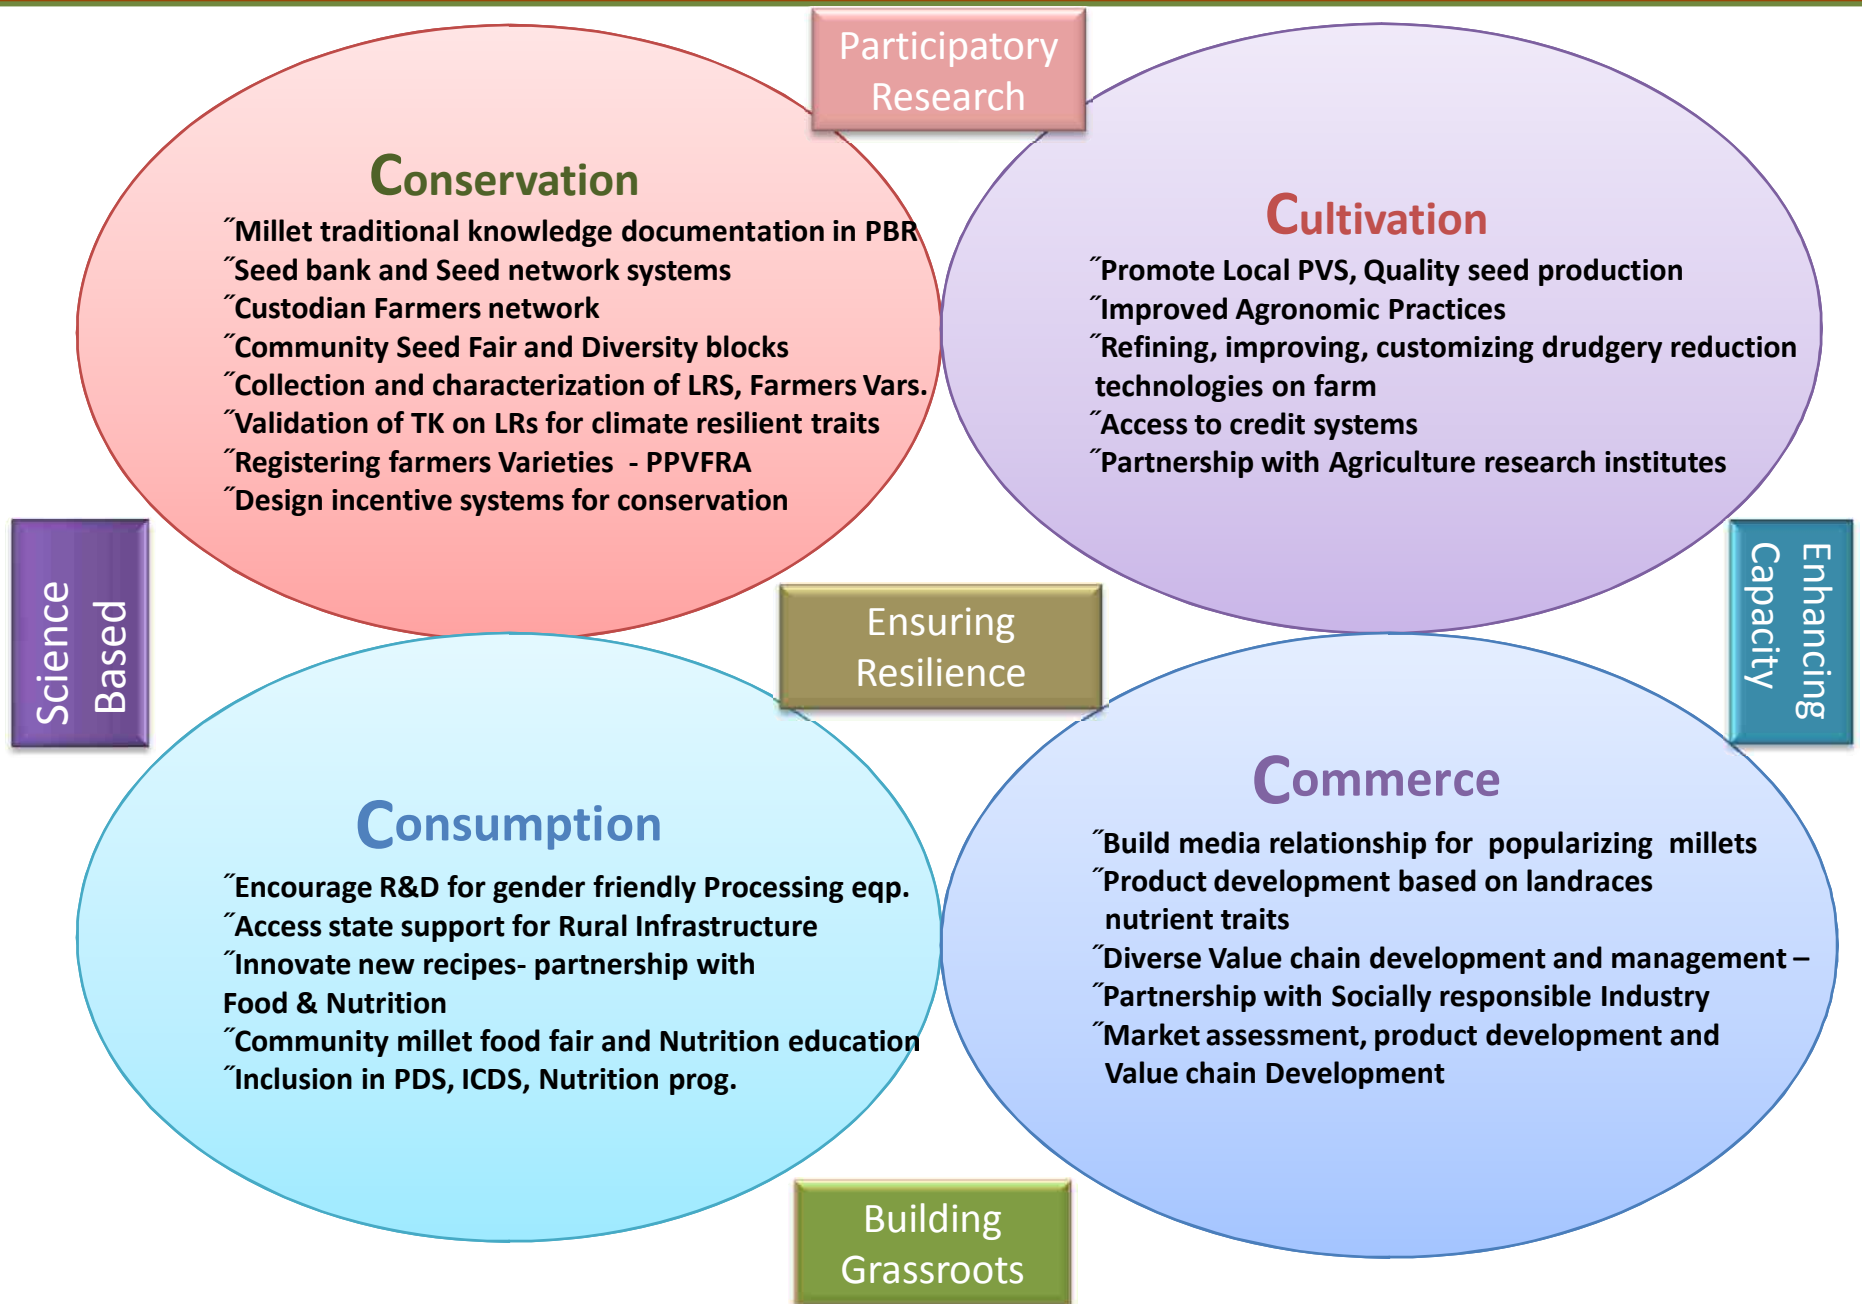 Participatory
Research
Conservation
˝Millet traditional knowledge documentation in PBR
˝Seed bank and Seed network systems
˝Custodian Farmers network
˝Community Seed Fair and Diversity blocks
˝Collection and characterization of LRS, Farmers Vars.
˝Validation of TK on LRs for climate resilient traits
˝Registering farmers Varieties - PPVFRA
˝Design incentive systems for conservation
Cultivation
˝Promote Local PVS, Quality seed production
˝Improved Agronomic Practices
˝Refining, improving, customizing drudgery reduction
technologies on farm
˝Access to credit systems
˝Partnership with Agriculture research institutes
Science
Based
Ensuring
Resilience
Enhancing
Capacity
Consumption
˝Encourage R&D for gender friendly Processing eqp.
˝Access state support for Rural Infrastructure
˝Innovate new recipes- partnership with
Food & Nutrition
˝Community millet food fair and Nutrition education
˝Inclusion in PDS, ICDS, Nutrition prog.
Commerce
˝Build media relationship for popularizing millets
˝Product development based on landraces
nutrient traits
˝Diverse Value chain development and management –
˝Partnership with Socially responsible Industry
˝Market assessment, product development and
Value chain Development
Building
Grassroots